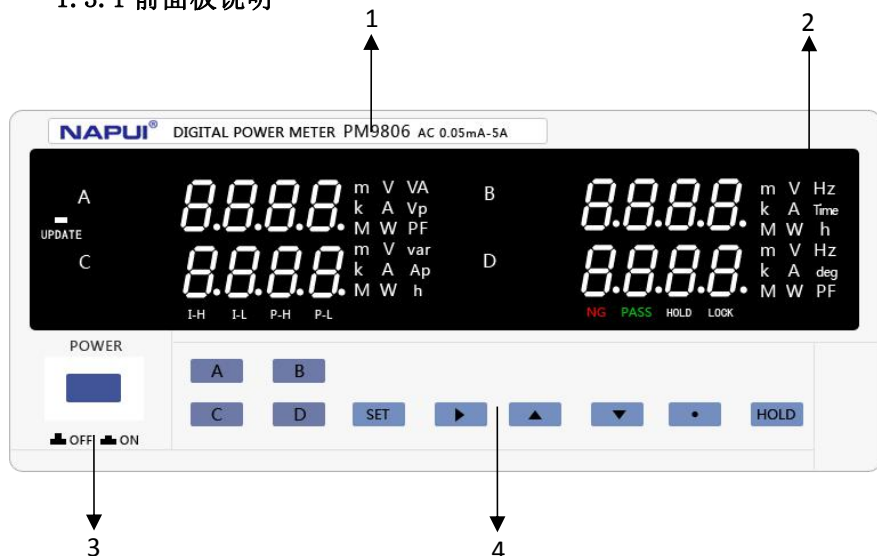 1.3.1 前面板说明
1 2
NAPUI® DIGITAL POWER METER PM9806 AC 0.05mA-5A
A 8.8.8.8. m V VA B 8.8.8.8. m V Hz
k A Vp k A Time
UPDATE M W PF M W h
C 8.8.8.8. m V var D 8.8.8.8. m V Hz
k A Ap k A deg
M W h M W PF
I-H I-L P-H P-L NG PASS HOLD LOCK
POWER
A B
C D SET ▶ ▲ ▼ • HOLD
OFF ON
3 4